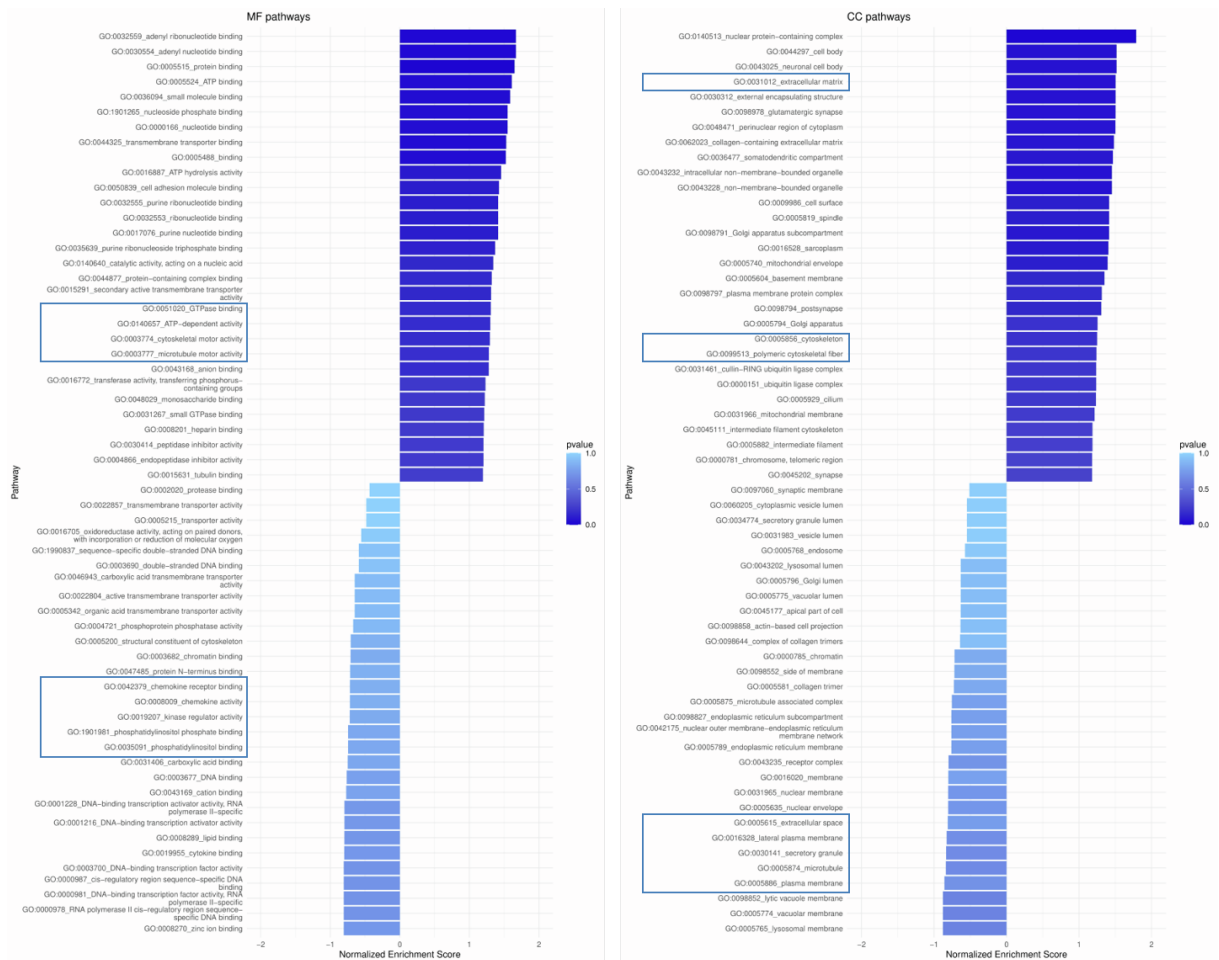 MF pathways
GO:0032559_adenyl ribonucleotide binding
GO:0030554_adenyl nucleotide binding
GO:0005515_protein binding
GO:0005524_ATP binding
GO:0036094_small molecule binding
GO:1901265_nucleoside phosphate binding
GO:0000166_nucleotide binding
GO:0044325_transmembrane transporter binding
GO:0005488_binding
GO:0016887_ATP hydrolysis activity
GO:0050839_cell adhesion molecule binding
GO:0032555_purine ribonucleotide binding
GO:0032553_ribonucleotide binding
GO:0017076_purine nucleotide binding
GO:0035639_purine ribonucleoside triphosphate binding
GO:0140640_catalytic activity, acting on a nucleic acid
GO:0044877_protein−containing complex binding
GO:0015291_secondary active transmembrane transporter
activity
GO:0051020_GTPase binding
GO:0140657_ATP−dependent activity
GO:0003774_cytoskeletal motor activity
GO:0003777_microtubule motor activity
GO:0043168_anion binding
GO:0016772_transferase activity, transferring phosphorus−
containing groups
GO:0048029_monosaccharide binding
GO:0031267_small GTPase binding
GO:0008201_heparin binding
GO:0030414_peptidase inhibitor activity
GO:0004866_endopeptidase inhibitor activity
GO:0015631_tubulin binding
GO:0002020_protease binding
GO:0022857_transmembrane transporter activity
GO:0005215_transporter activity
GO:0016705_oxidoreductase activity, acting on paired donors,
with incorporation or reduction of molecular oxygen
GO:1990837_sequence−specific double−stranded DNA binding
GO:0003690_double−stranded DNA binding
GO:0046943_carboxylic acid transmembrane transporter
activity
GO:0022804_active transmembrane transporter activity
GO:0005342_organic acid transmembrane transporter activity
GO:0004721_phosphoprotein phosphatase activity
GO:0005200_structural constituent of cytoskeleton
GO:0003682_chromatin binding
GO:0047485_protein N−terminus binding
GO:0042379_chemokine receptor binding
GO:0008009_chemokine activity
GO:0019207_kinase regulator activity
GO:1901981_phosphatidylinositol phosphate binding
GO:0035091_phosphatidylinositol binding
GO:0031406_carboxylic acid binding
GO:0003677_DNA binding
GO:0043169_cation binding
GO:0001228_DNA−binding transcription activator activity, RNA
polymerase II−specific
GO:0001216_DNA−binding transcription activator activity
GO:0008289_lipid binding
GO:0019955_cytokine binding
GO:0003700_DNA−binding transcription factor activity
GO:0000987_cis−regulatory region sequence−specific DNA
binding
GO:0000981_DNA−binding transcription factor activity, RNA
polymerase II−specific
GO:0000978_RNA polymerase II cis−regulatory region sequence−
specific DNA binding
GO:0008270_zinc ion binding
Pathway
−2 −1 0 1 2
Normalized Enrichment Score
pvalue
1.0
0.5
0.0
CC pathways
GO:0140513_nuclear protein−containing complex
GO:0044297_cell body
GO:0043025_neuronal cell body
GO:0031012_extracellular matrix
GO:0030312_external encapsulating structure
GO:0098978_glutamatergic synapse
GO:0048471_perinuclear region of cytoplasm
GO:0062023_collagen−containing extracellular matrix
GO:0036477_somatodendritic compartment
GO:0043232_intracellular non−membrane−bounded organelle
GO:0043228_non−membrane−bounded organelle
GO:0009986_cell surface
GO:0005819_spindle
GO:0098791_Golgi apparatus subcompartment
GO:0016528_sarcoplasm
GO:0005740_mitochondrial envelope
GO:0005604_basement membrane
GO:0098797_plasma membrane protein complex
GO:0098794_postsynapse
GO:0005794_Golgi apparatus
GO:0005856_cytoskeleton
GO:0099513_polymeric cytoskeletal fiber
GO:0031461_cullin−RING ubiquitin ligase complex
GO:0000151_ubiquitin ligase complex
GO:0005929_cilium
GO:0031966_mitochondrial membrane
GO:0045111_intermediate filament cytoskeleton
GO:0005882_intermediate filament
GO:0000781_chromosome, telomeric region
GO:0045202_synapse
GO:0097060_synaptic membrane
GO:0060205_cytoplasmic vesicle lumen
GO:0034774_secretory granule lumen
GO:0031983_vesicle lumen
GO:0005768_endosome
GO:0043202_lysosomal lumen
GO:0005796_Golgi lumen
GO:0005775_vacuolar lumen
GO:0045177_apical part of cell
GO:0098858_actin−based cell projection
GO:0098644_complex of collagen trimers
GO:0000785_chromatin
GO:0098552_side of membrane
GO:0005581_collagen trimer
GO:0005875_microtubule associated complex
GO:0098827_endoplasmic reticulum subcompartment
GO:0042175_nuclear outer membrane−endoplasmic reticulum
membrane network
GO:0005789_endoplasmic reticulum membrane
GO:0043235_receptor complex
GO:0016020_membrane
GO:0031965_nuclear membrane
GO:0005635_nuclear envelope
GO:0005615_extracellular space
GO:0016328_lateral plasma membrane
GO:0030141_secretory granule
GO:0005874_microtubule
GO:0005886_plasma membrane
GO:0098852_lytic vacuole membrane
GO:0005774_vacuolar membrane
GO:0005765_lysosomal membrane
Pathway
−2 −1 0 1 2
Normalized Enrichment Score
pvalue
1.0
0.5
0.0